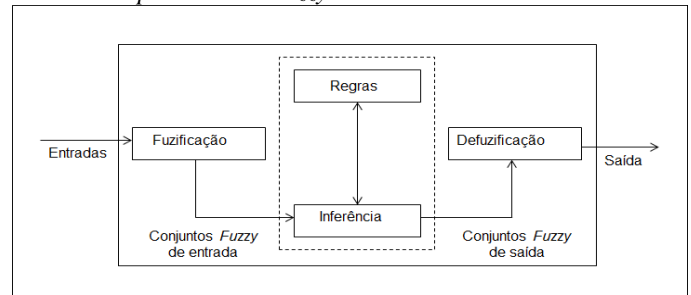 Regras
Fuzificação
Defuzificação
Entradas
Saída
Inferência
Conjuntos Fuzzy
de entrada
Conjuntos Fuzzy
de saída